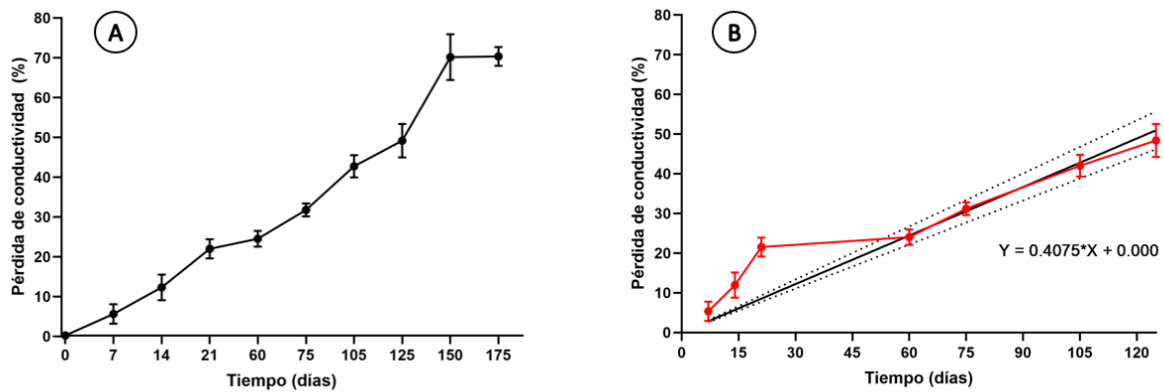 A
Pérdida de conductividad (%)
80
70
60
50
40
30
20
10
0
0 7 14 21 60 75 105 125 150 175
Tiempo (días)
B
Pérdida de conductividad (%)
80
70
60
50
40
30
20
10
0
Y = 0.4075*X + 0.000
0 15 30 45 60 75 90 105 120
Tiempo (días)